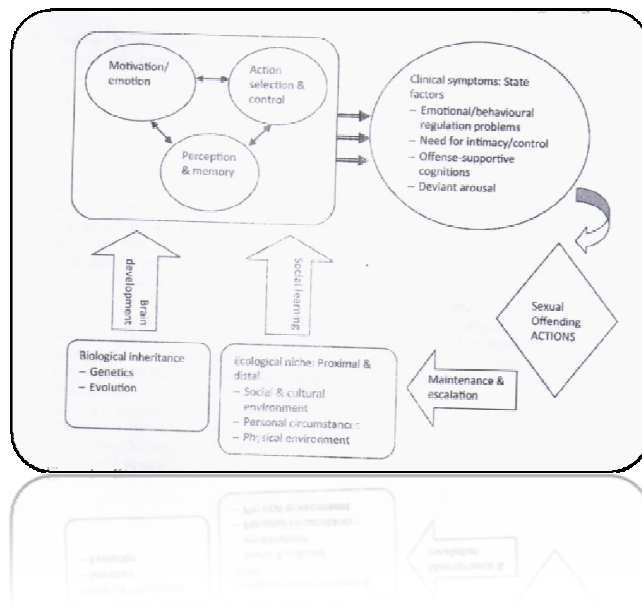 Motivation/
emotion
Action
selection &
control
Perception
& memory
Clinical symptoms: State
factors
– Emotional/behavioural
regulation problems
– Need for intimacy/control
– Offense-supportive
cognitions
– Deviant arousal
Brain
development
Social learning
Sexual
Offending
ACTIONS
Biological inheritance
– Genetics
– Evolution
Ecological niche: Proximal &
distal
– Social & cultural
environment
– Personal circumstances
– Physical environment
Maintenance &
escalation